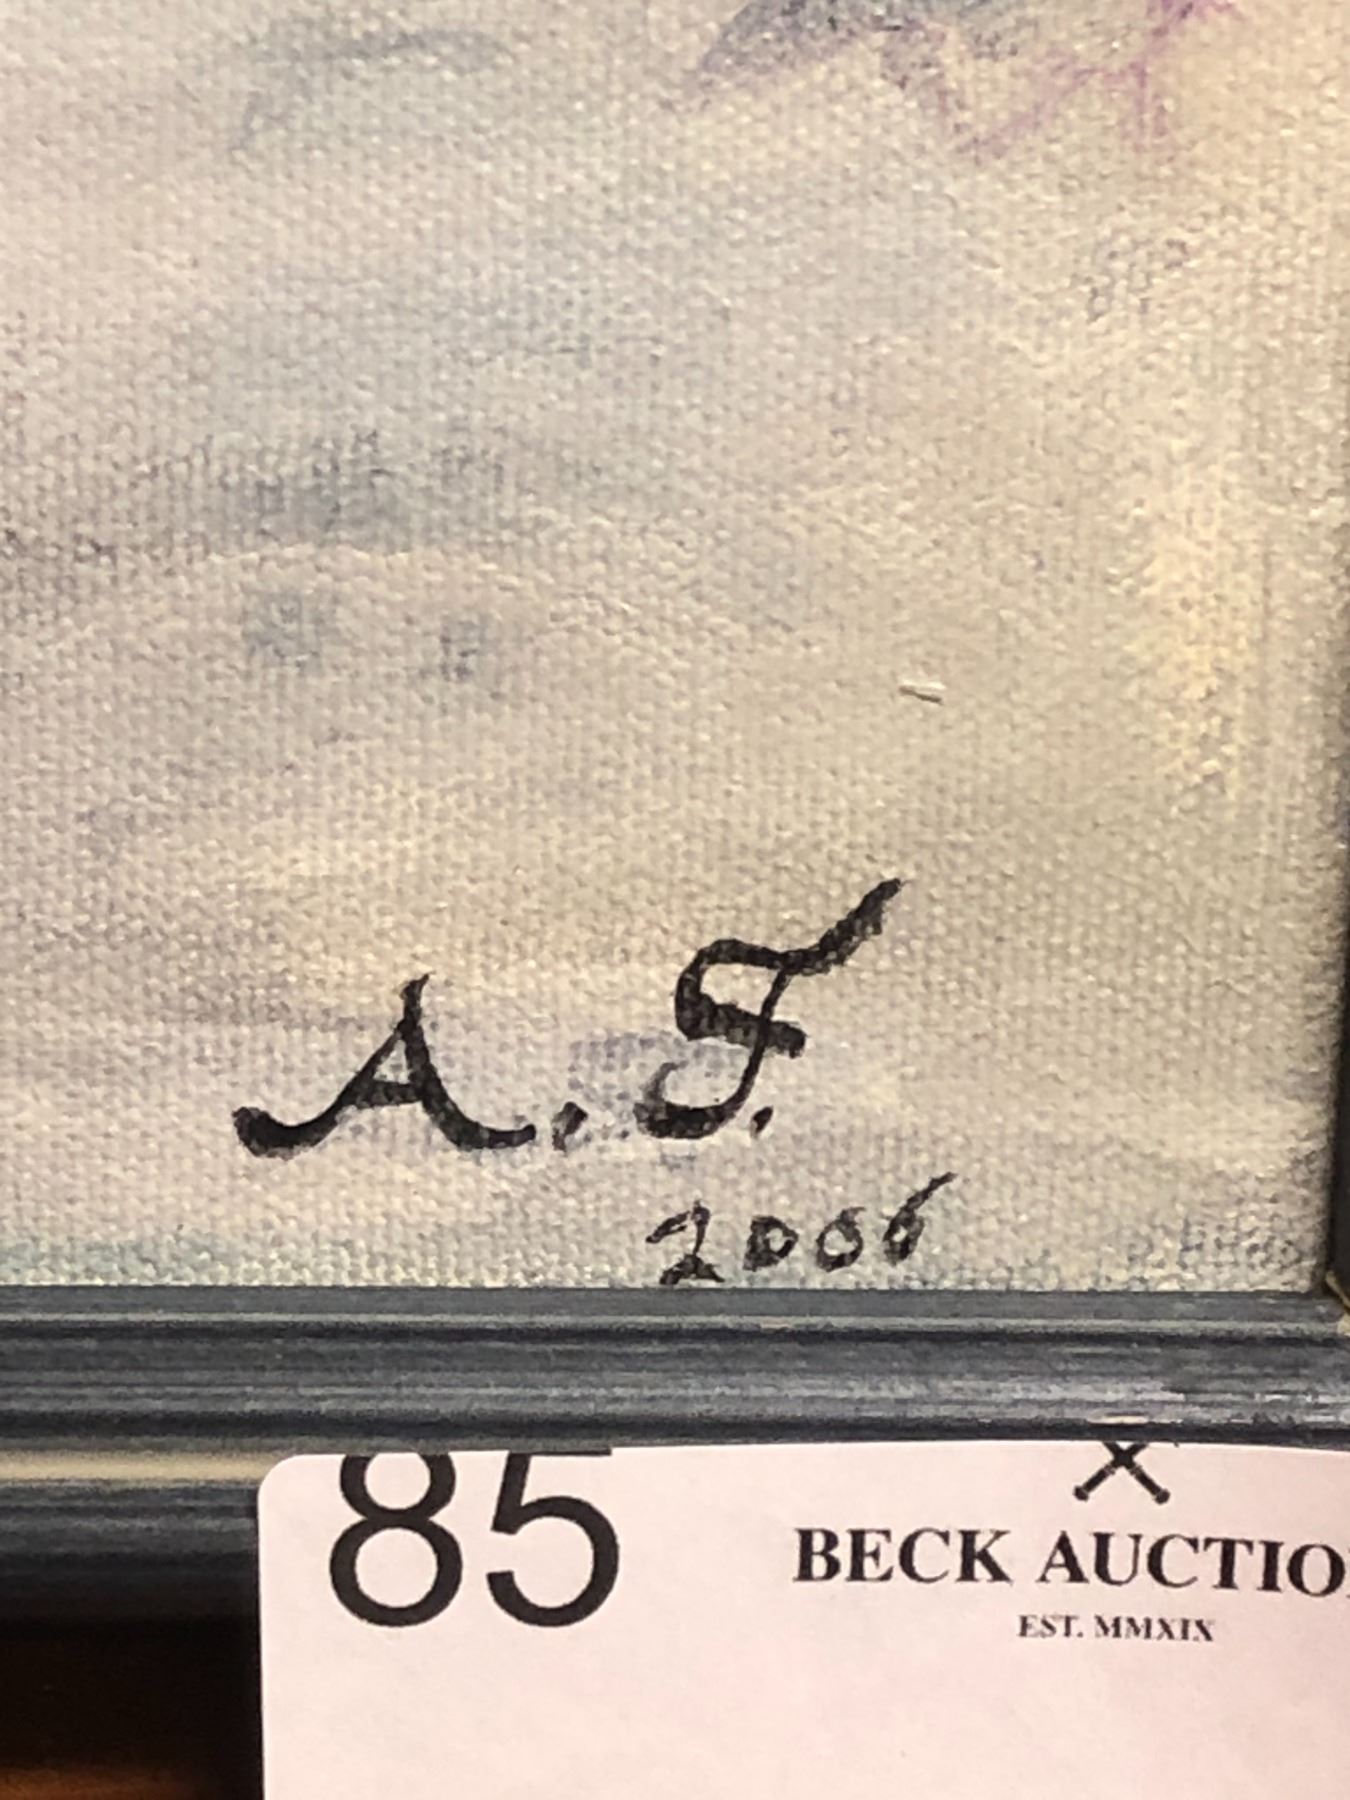 A. F.
2006
85
BECK AUCTIO
EST. MMXIX